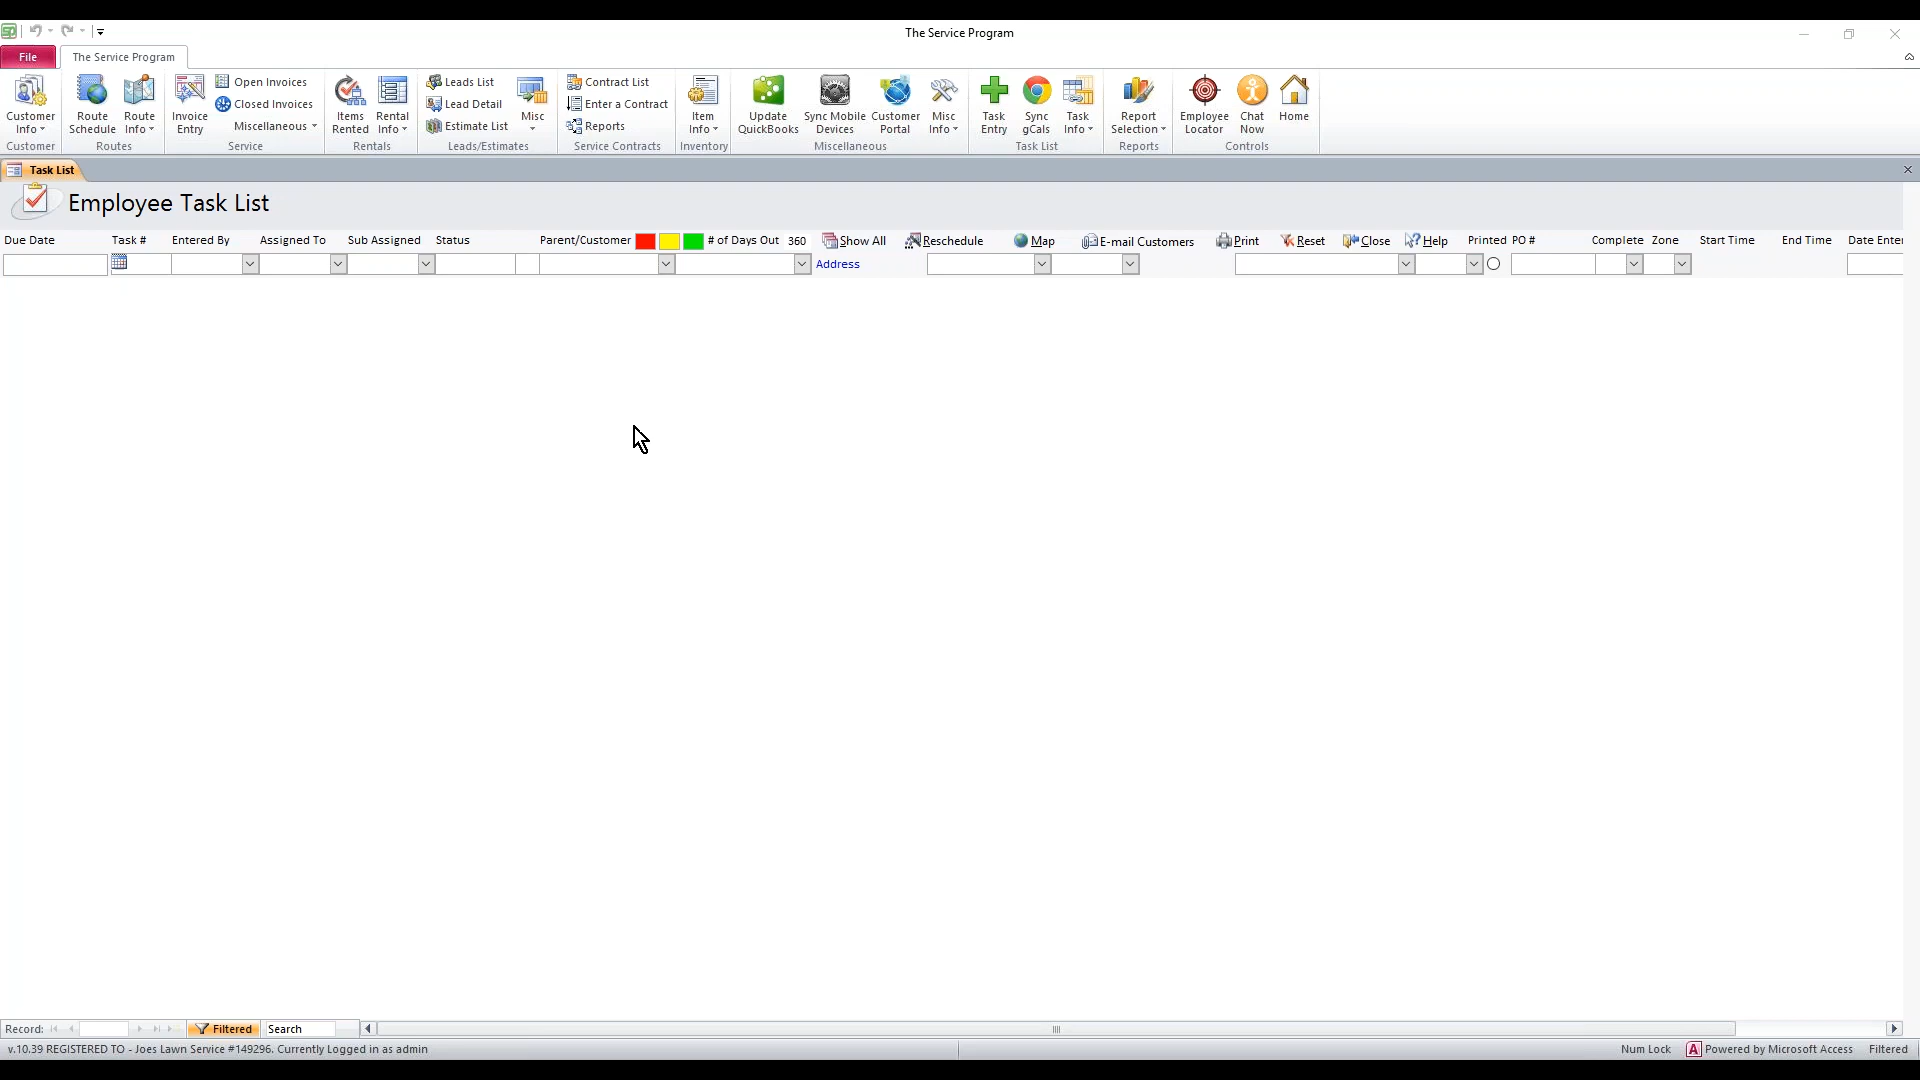 The Service Program
File
The Service Program
Customer Info
Route Schedule
Route Info
Invoice Entry
Open Invoices
Closed Invoices
Miscellaneous
Items Rented
Rental Info
Leads List
Lead Detail
Estimate List
Misc
Contract List
Enter a Contract
Reports
Item Info
Update QuickBooks
Sync Mobile Devices
Customer Portal
Misc Info
Task Entry
Sync gCals
Task Info
Report Selection
Employee Locator
Chat Now
Home
Customer
Routes
Service
Rentals
Leads/Estimates
Service Contracts
Inventory
Miscellaneous
Task List
Reports
Controls
Task List
Employee Task List
Due Date Task # Entered By Assigned To Sub Assigned Status Parent/Customer # of Days Out 360 Show All Reschedule Map E-mail Customers Print Reset Close Help Printed PO # Complete Zone Start Time End Time Date Enter
Address
Record: Filtered Search
v.10.39 REGISTERED TO - Joes Lawn Service #149296. Currently Logged in as admin
Num Lock A Powered by Microsoft Access Filtered